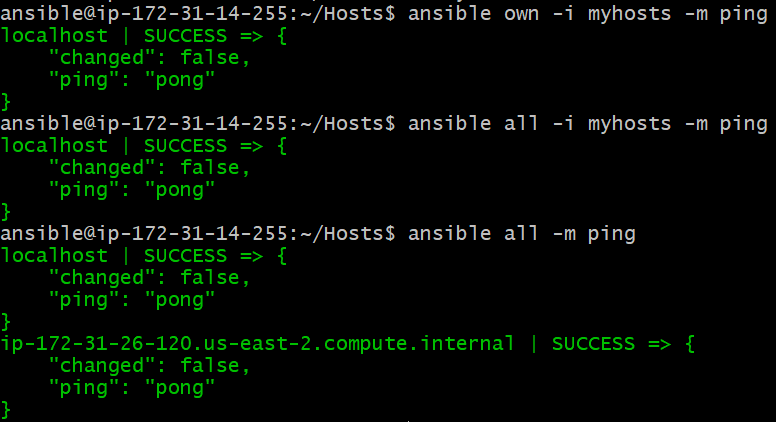 ansible@ip-172-31-14-255:~/Hosts$ ansible own -i myhosts -m ping
localhost | SUCCESS => {
    "changed": false,
    "ping": "pong"
}
ansible@ip-172-31-14-255:~/Hosts$ ansible all -i myhosts -m ping
localhost | SUCCESS => {
    "changed": false,
    "ping": "pong"
}
ansible@ip-172-31-14-255:~/Hosts$ ansible all -m ping
localhost | SUCCESS => {
    "changed": false,
    "ping": "pong"
}
ip-172-31-26-120.us-east-2.compute.internal | SUCCESS => {
    "changed": false,
    "ping": "pong"
}